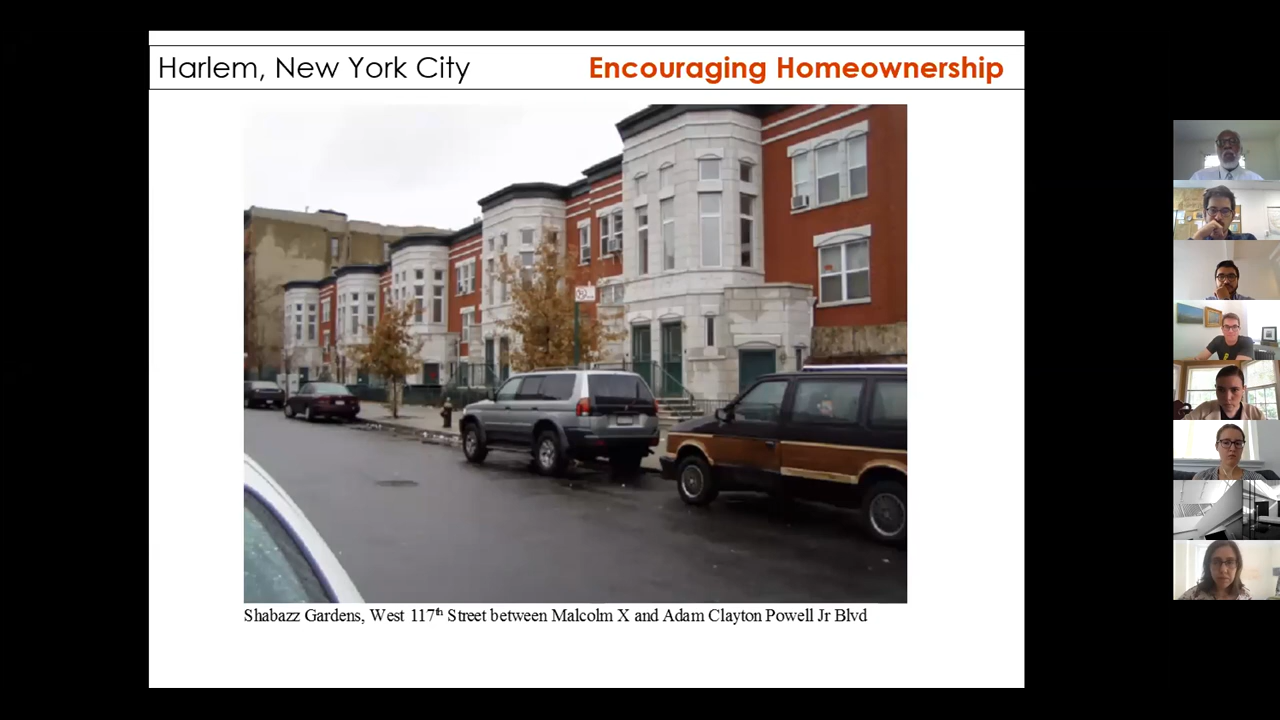 Harlem, New York City
Encouraging Homeownership
Shabazz Gardens, West 117th Street between Malcolm X and Adam Clayton Powell Jr Blvd